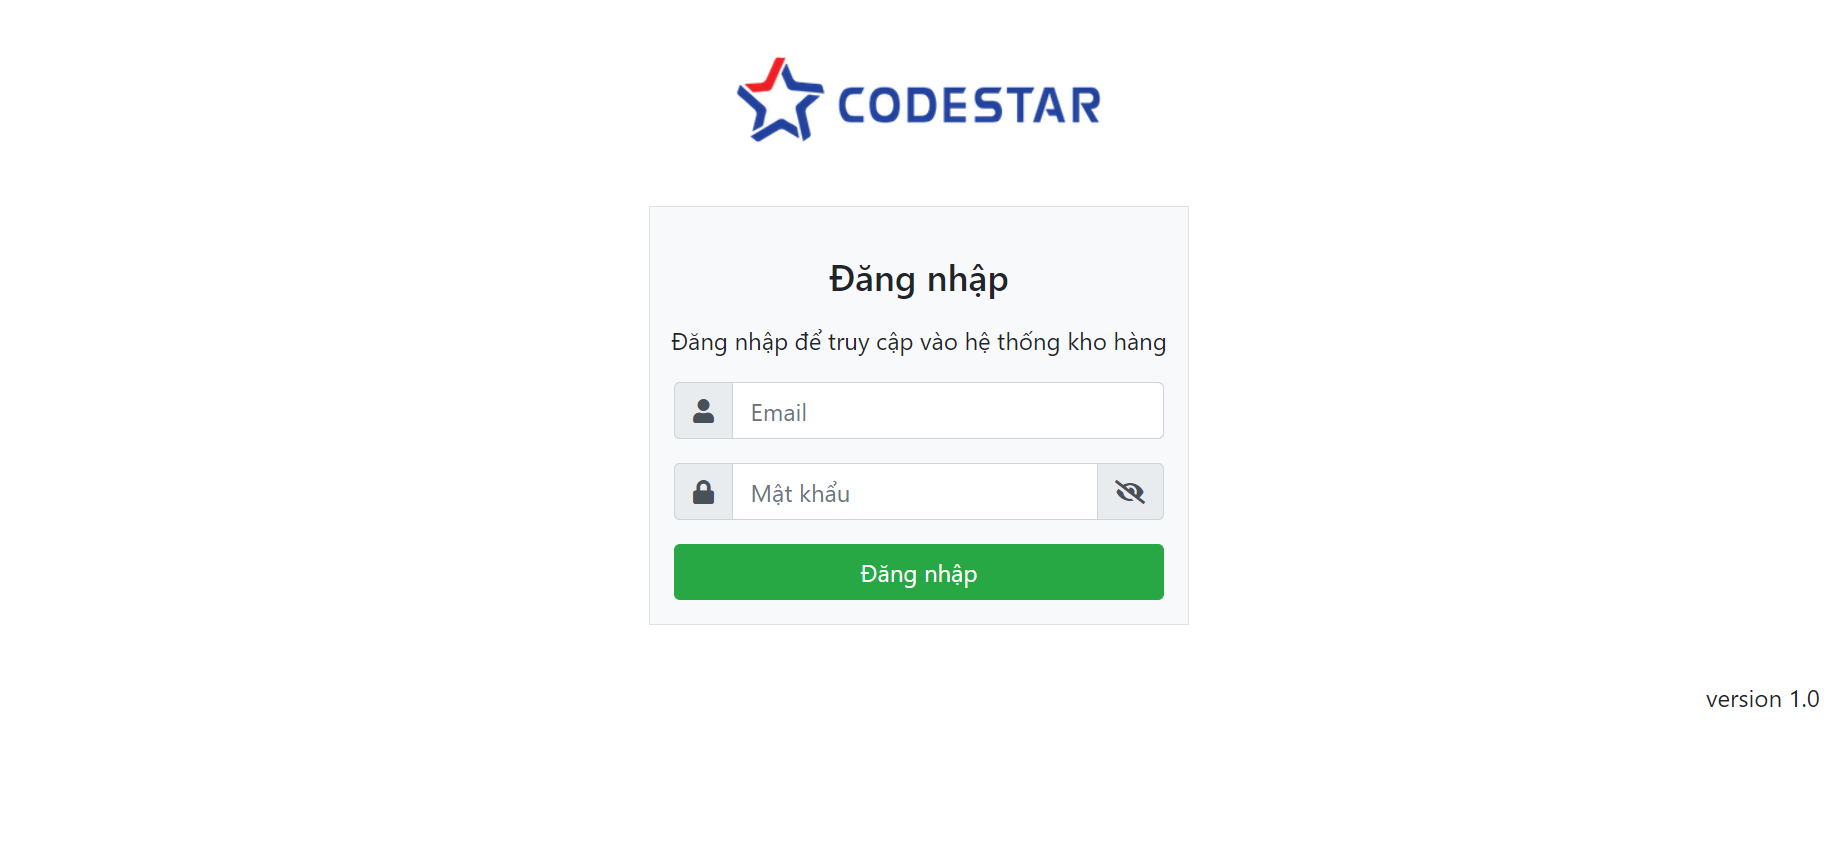 CODESTAR
Đăng nhập
Đăng nhập để truy cập vào hệ thống kho hàng
Email
Mật khẩu
Đăng nhập
version 1.0